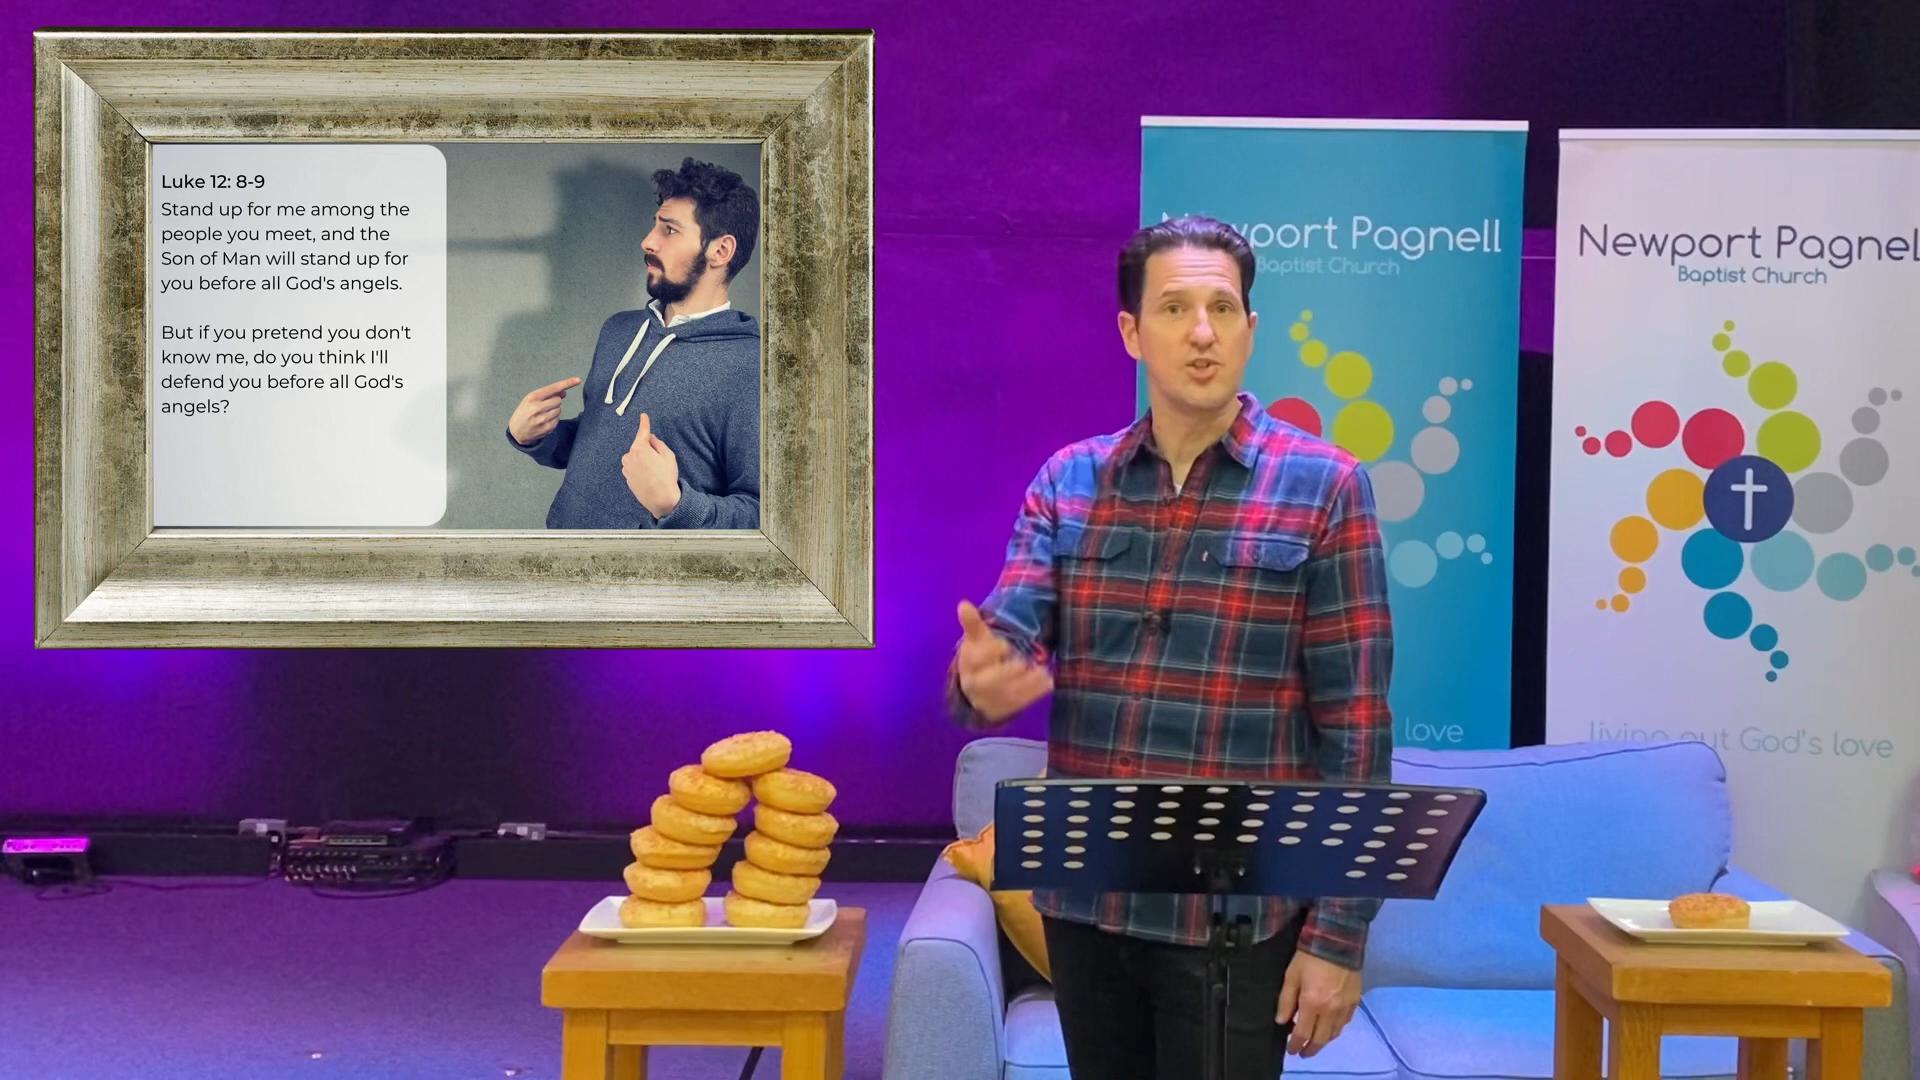 Luke 12: 8-9
Stand up for me among the
people you meet, and the
Son of Man will stand up for
you before all God's angels.
But if you pretend you don't
know me, do you think I'll
defend you before all God's
angels?
Pagnell
Baptist Church
love
Newport Pagnel
Baptist Church
living out God's love